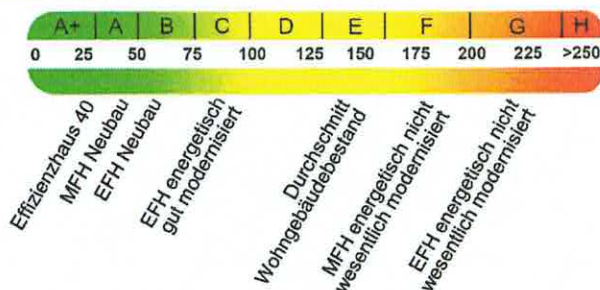 A+ A B C D E F G H
0 25 50 75 100 125 150 175 200 225 >250
Effizienzhaus 40
MFH Neubau
EFH Neubau
EFH energetisch
gut modernisiert
Durchschnitt
Wohngebäudebestand
MFH energetisch nicht
wesentlich modernisiert
EFH energetisch nicht
wesentlich modernisiert